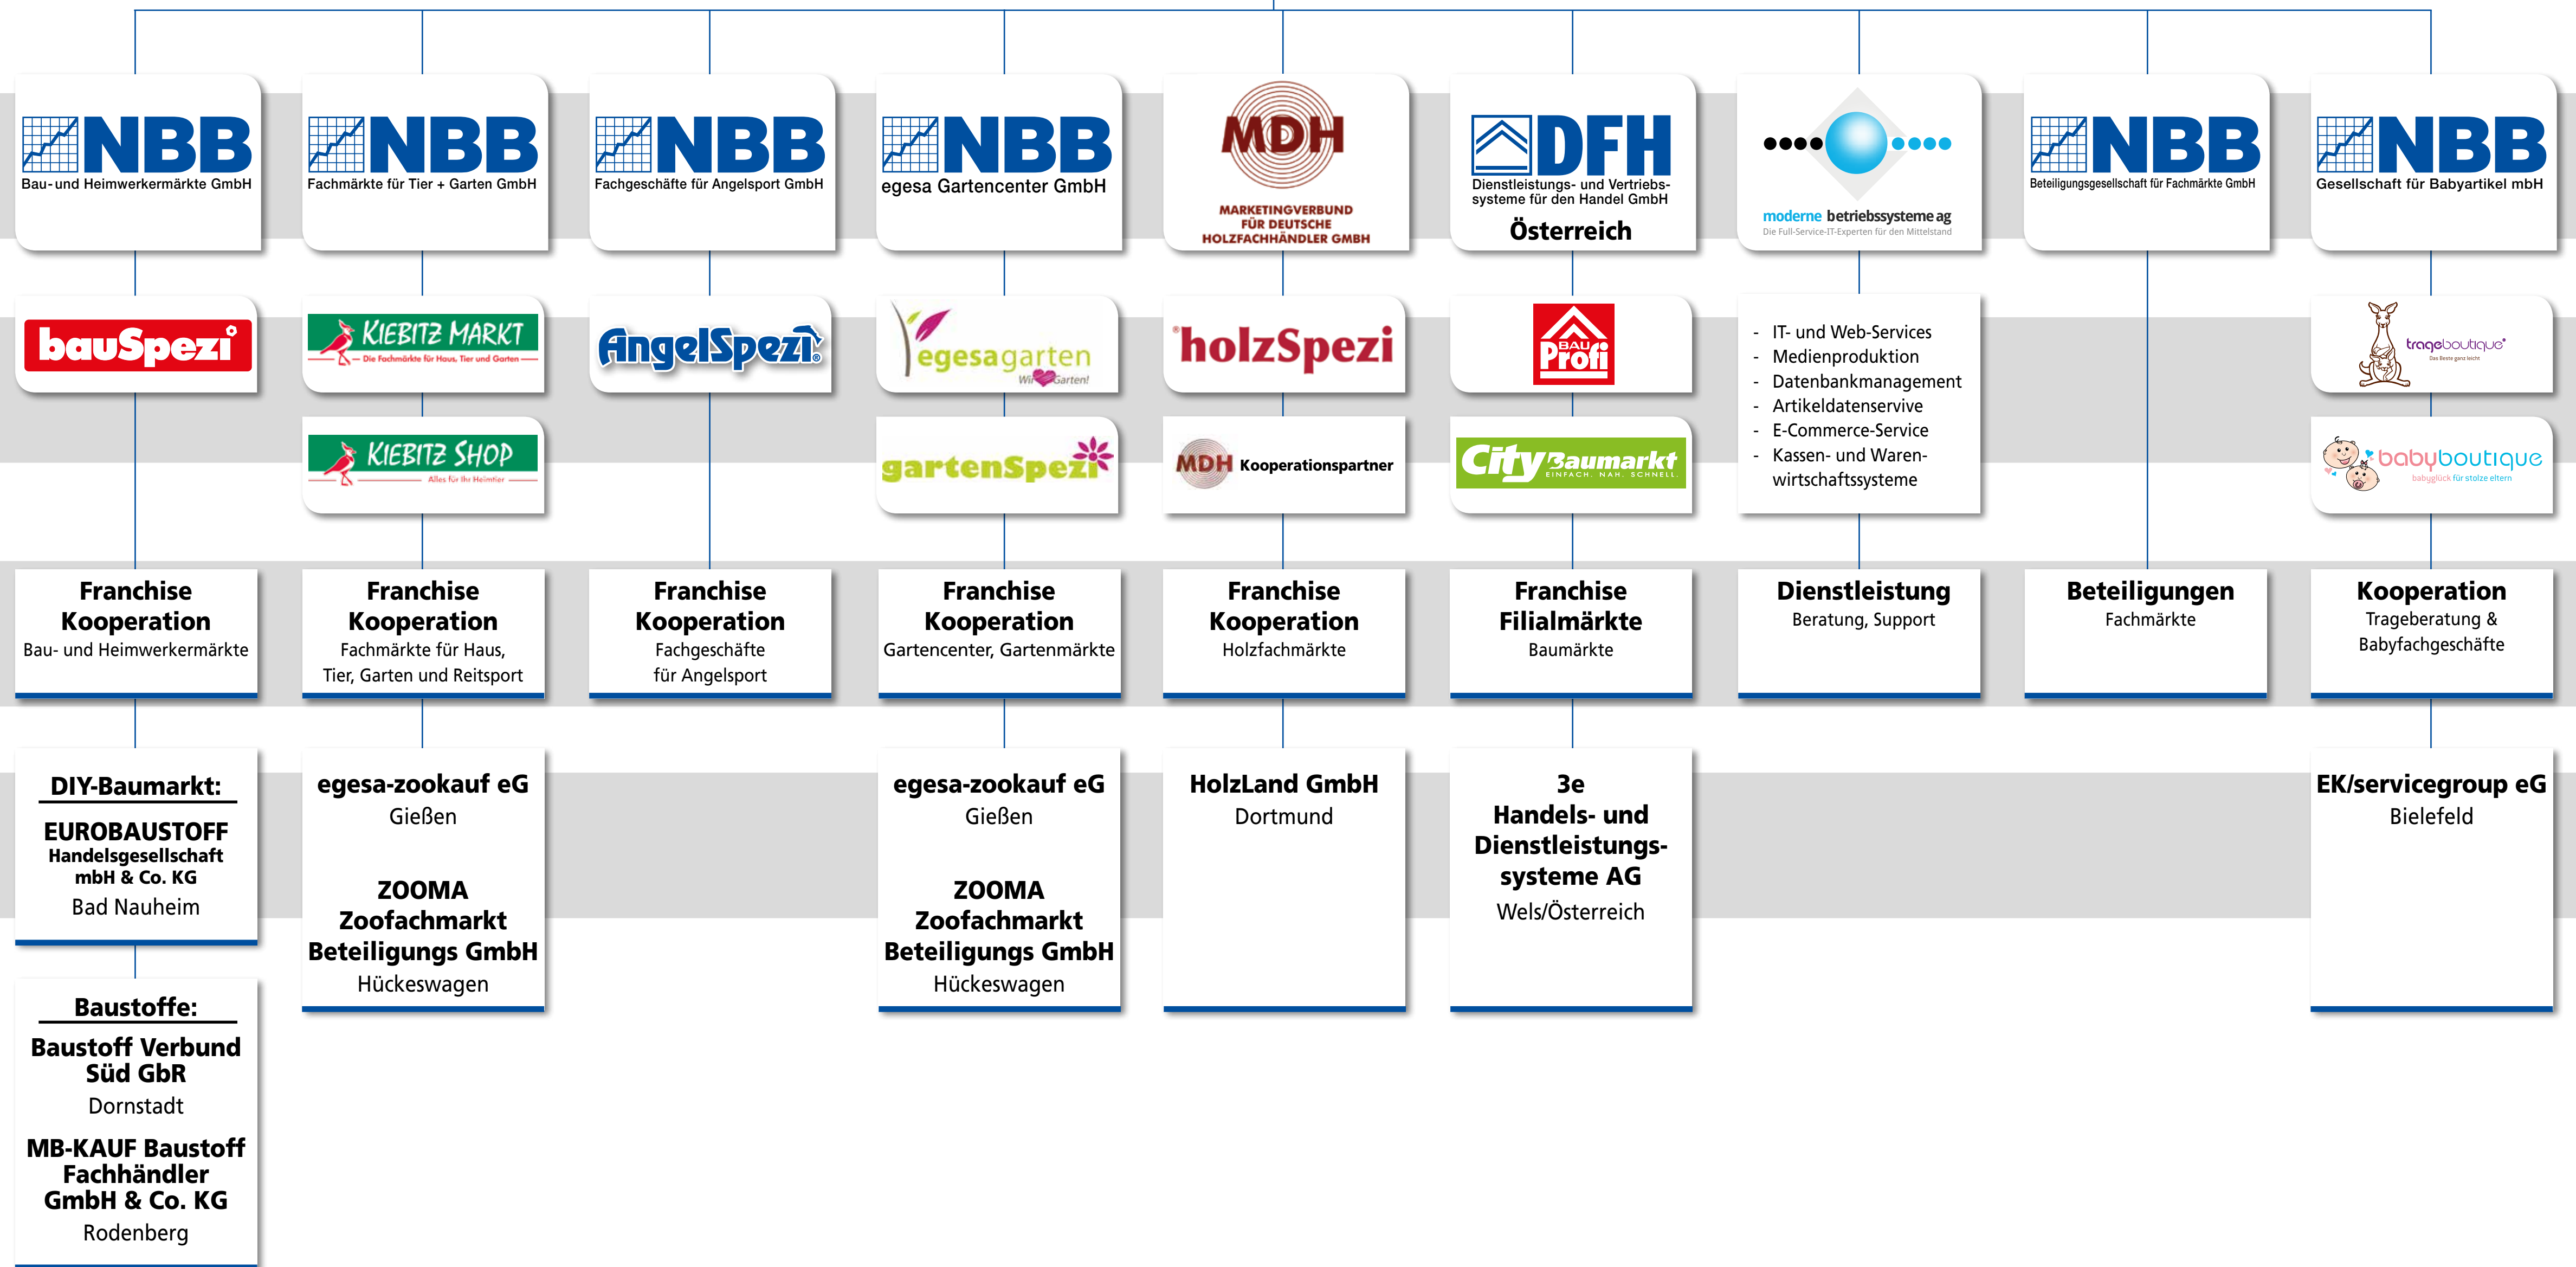 NBB
Bau- und Heimwerkermärkte GmbH
NBB
Fachmärkte für Tier + Garten GmbH
NBB
Fachgeschäfte für Angelsport GmbH
NBB
egesa Gartencenter GmbH
MDH
MARKETINGVERBUND
FÜR DEUTSCHE
HOLZFACHHÄNDLER GMBH
DFH
Dienstleistungs- und Vertriebs-
systeme für den Handel GmbH
Österreich
moderne betriebssysteme ag
Die Full-Service-IT-Experten für den Mittelstand
NBB
Beteiligungsgesellschaft für Fachmärkte GmbH
NBB
Gesellschaft für Babyartikel mbH
bauSpezi
KIEBITZ MARKT
Die Fachmärkte für Haus, Tier und Garten
KIEBITZ SHOP
Alles für Ihr Heimtier
AngelSpezi®
egesagarten
Wir Garten!
gartenSpezi
®holzSpezi
MDH Kooperationspartner
BAU
Profi
City Baumarkt
EINFACH. NAH. SCHNELL.
- IT- und Web-Services
- Medienproduktion
- Datenbankmanagement
- Artikeldatenservive
- E-Commerce-Service
- Kassen- und Waren-
wirtschaftssysteme
trageboutique*
Das Beste ganz leicht
babyboutique
babyglück für stolze eltern
Franchise
Kooperation
Bau- und Heimwerkermärkte
Franchise
Kooperation
Fachmärkte für Haus,
Tier, Garten und Reitsport
Franchise
Kooperation
Fachgeschäfte
für Angelsport
Franchise
Kooperation
Gartencenter, Gartenmärkte
Franchise
Kooperation
Holzfachmärkte
Franchise
Filialmärkte
Baumärkte
Dienstleistung
Beratung, Support
Beteiligungen
Fachmärkte
Kooperation
Trageberatung &
Babyfachgeschäfte
DIY-Baumarkt:
EUROBAUSTOFF
Handelsgesellschaft
mbH & Co. KG
Bad Nauheim
Baustoffe:
Baustoff Verbund
Süd GbR
Dornstadt
MB-KAUF Baustoff
Fachhändler
GmbH & Co. KG
Rodenberg
egesa-zookauf eG
Gießen
ZOOMA
Zoofachmarkt
Beteiligungs GmbH
Hückeswagen
egesa-zookauf eG
Gießen
ZOOMA
Zoofachmarkt
Beteiligungs GmbH
Hückeswagen
HolzLand GmbH
Dortmund
3e
Handels- und
Dienstleistungs-
systeme AG
Wels/Österreich
EK/servicegroup eG
Bielefeld